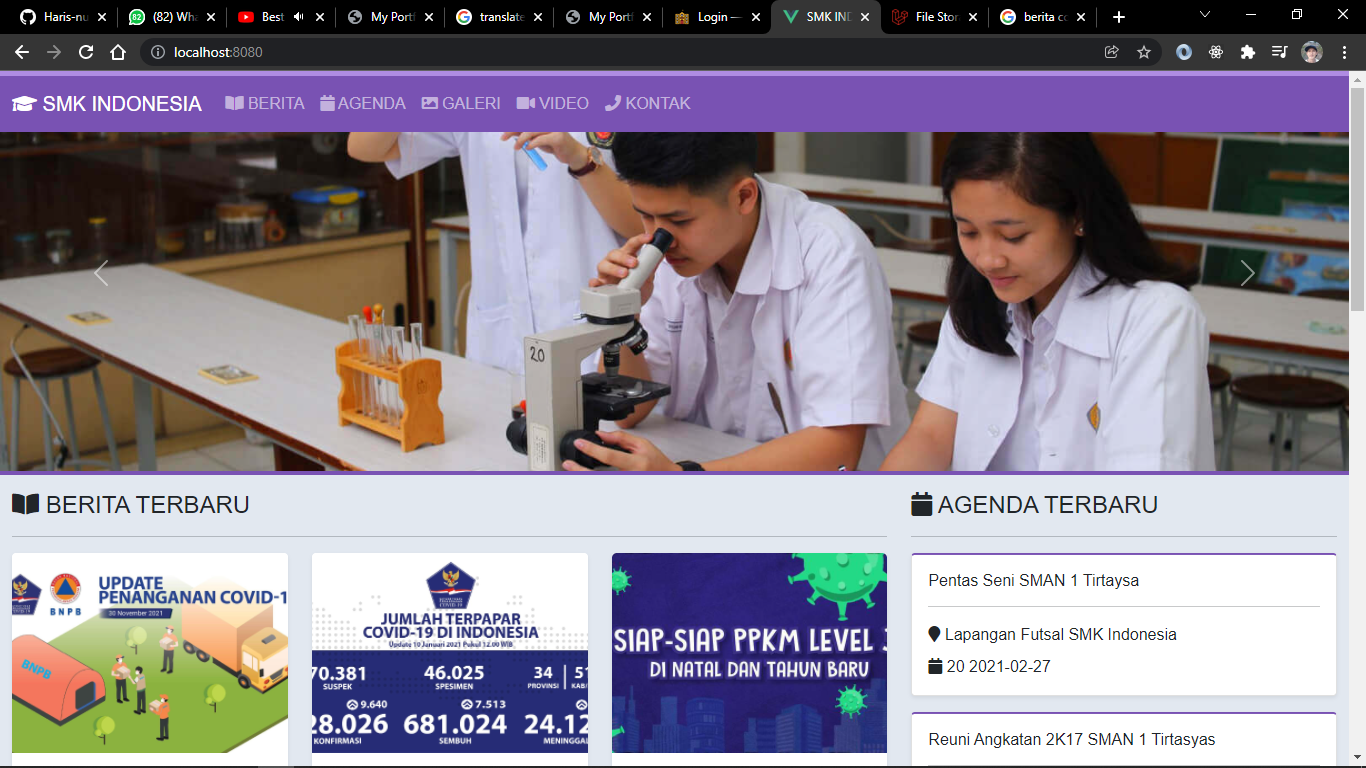 Haris-nu
(82) Wha
Best
My Portf
translate
My Portf
Login —
SMK IND
File Stor
berita co
localhost:8080
SMK INDONESIA
BERITA
AGENDA
GALERI
VIDEO
KONTAK
20
BERITA TERBARU
AGENDA TERBARU
BNPB
UPDATE
PENANGANAN COVID-1
30 November 2021
BNPB
JUMLAH TERPAPAR
COVID-19 DI INDONESIA
Update 10 Januari 2021 Pukul 12.00 WIB
70.381
SUSPEK
46.025
SPESIMEN
34
PROVINSI
51
KAB/
9.640
28.026
KONFIRMASI
7.513
681.024
SEMBUH
24.12
MENINGGAL
SIAP-SIAP PPKM LEVEL 3
DI NATAL DAN TAHUN BARU
Pentas Seni SMAN 1 Tirtaysa
Lapangan Futsal SMK Indonesia
20 2021-02-27
Reuni Angkatan 2K17 SMAN 1 Tirtasyas